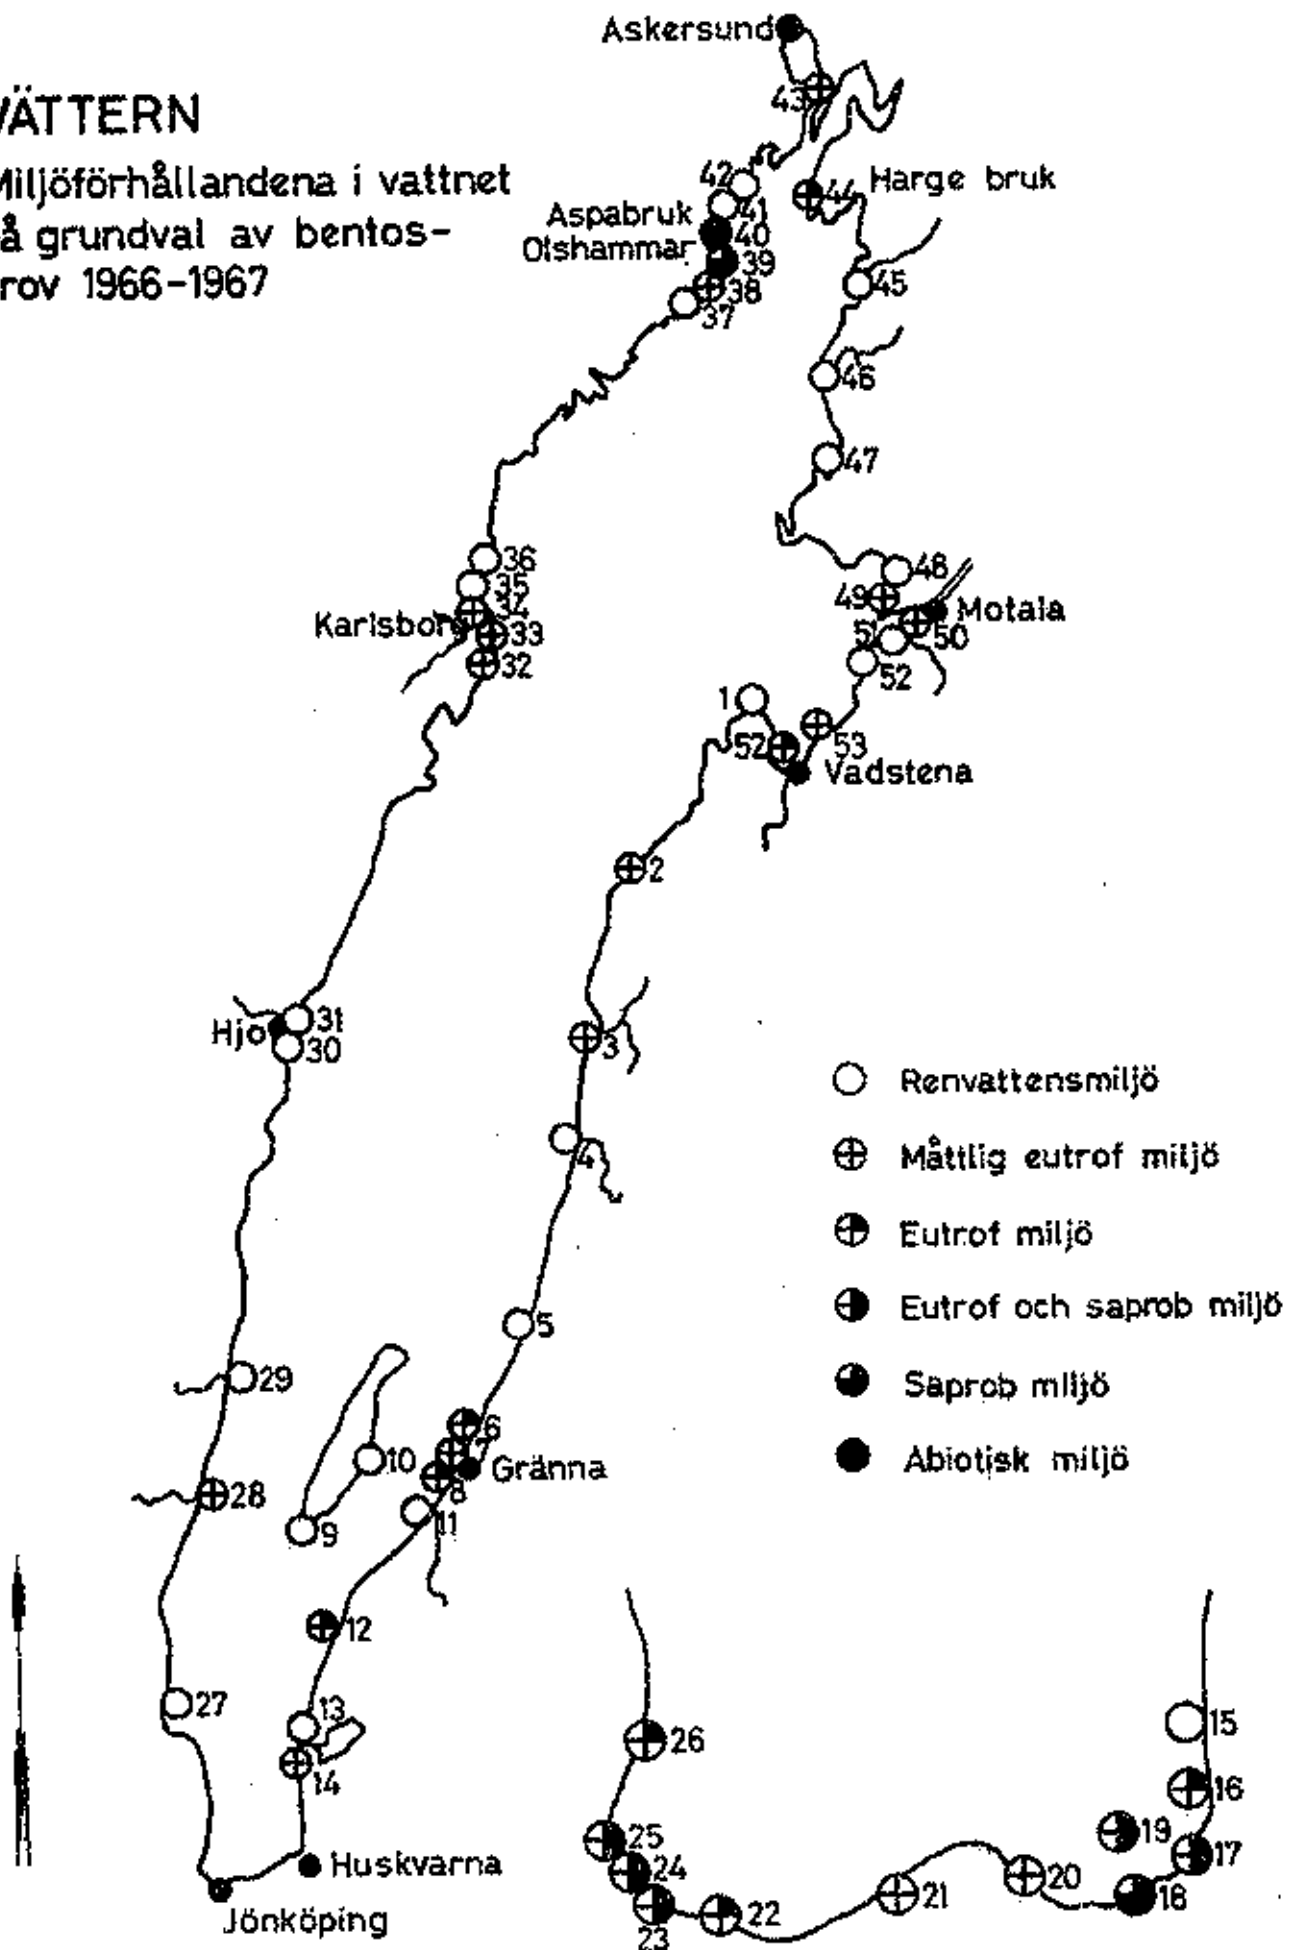 VÄTTERN
Miljöförhållandena i vattnet
å grundval av bentos-
rov 1966-1967
Askersund
43
42
41
Harge bruk
44
Aspabruk
40
Olshammar
39
38
37
45
46
47
36
35
34
Karlsborg
33
32
48
49
Motala
50
51
52
1
53
52
Vadstena
2
31
Hjo
30
3
4
5
29
6
7
10
Gränna
8
28
11
9
12
27
13
14
Huskvarna
Jönköping
Renvattensmiljö
Måttlig eutrof miljö
Eutrof miljö
Eutrof och saprob miljö
Saprob miljö
Abiotisk miljö
15
26
16
19
25
17
24
20
18
21
23
22